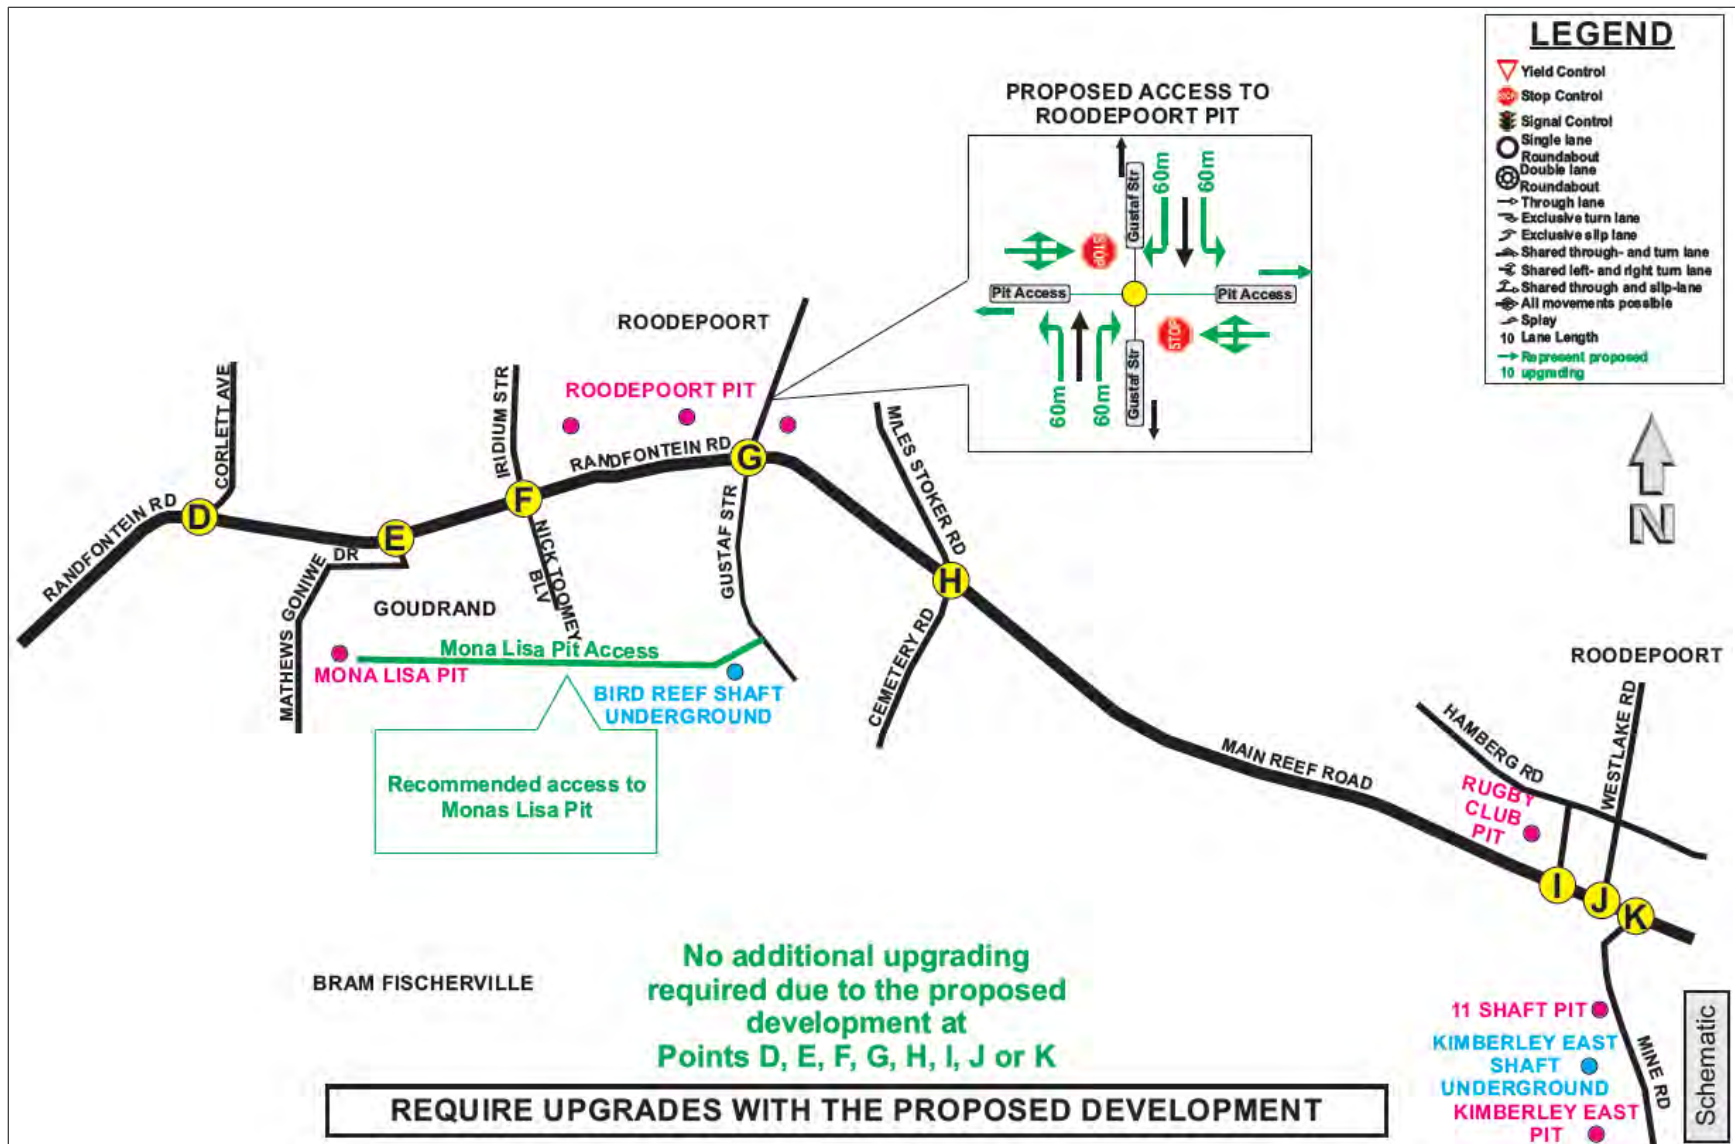 LEGEND
Yield Control
STOP
Stop Control
Signal Control
Single lane
Roundabout
Double lane
Roundabout
Through lane
Exclusive turn lane
Exclusive slip lane
Shared through- and turn lane
Shared left- and right turn lane
Shared through and slip-lane
All movements possible
Splay
10 Lane Length
Represent proposed
10 upgrading
PROPOSED ACCESS TO
ROODEPOORT PIT
60m
60m
Gustaf Str
STOP
Pit Access
Pit Access
STOP
Gustaf Str
60m
60m
N
ROODEPOORT
ROODEPOORT PIT
CORLETT AVE
IRIDIUM STR
RANDFONTEIN RD
MILES STOKER RD
RANDFONTEIN RD
D
E
F
G
H
MATHEWS GONIWE DR
NICK TOOMEY
BLV
GUSTAF STR
CEMETERY RD
GOUDRAND
Mona Lisa Pit Access
MONA LISA PIT
BIRD REEF SHAFT
UNDERGROUND
Recommended access to
Monas Lisa Pit
MAIN REEF ROAD
ROODEPOORT
HAMBERG RD
WESTLAKE RD
RUGBY
CLUB
PIT
I
J
K
BRAM FISCHERVILLE
No additional upgrading
required due to the proposed
development at
Points D, E, F, G, H, I, J or K
11 SHAFT PIT
KIMBERLEY EAST
SHAFT
UNDERGROUND
KIMBERLEY EAST
PIT
MINE RD
Schematic
REQUIRE UPGRADES WITH THE PROPOSED DEVELOPMENT